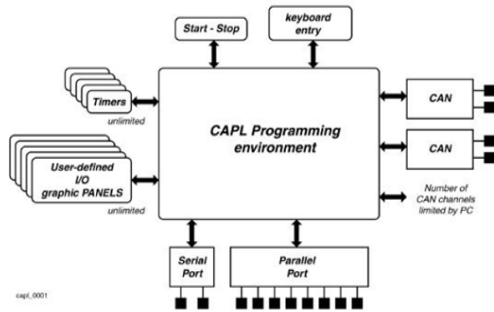 Start - Stop
keyboard
entry
Timers
unlimited
CAPL Programming
environment
CAN
CAN
User-defined
I/O
graphic PANELS
unlimited
Number of
CAN channels
limited by PC
Serial
Port
Parallel
Port
capl_0001